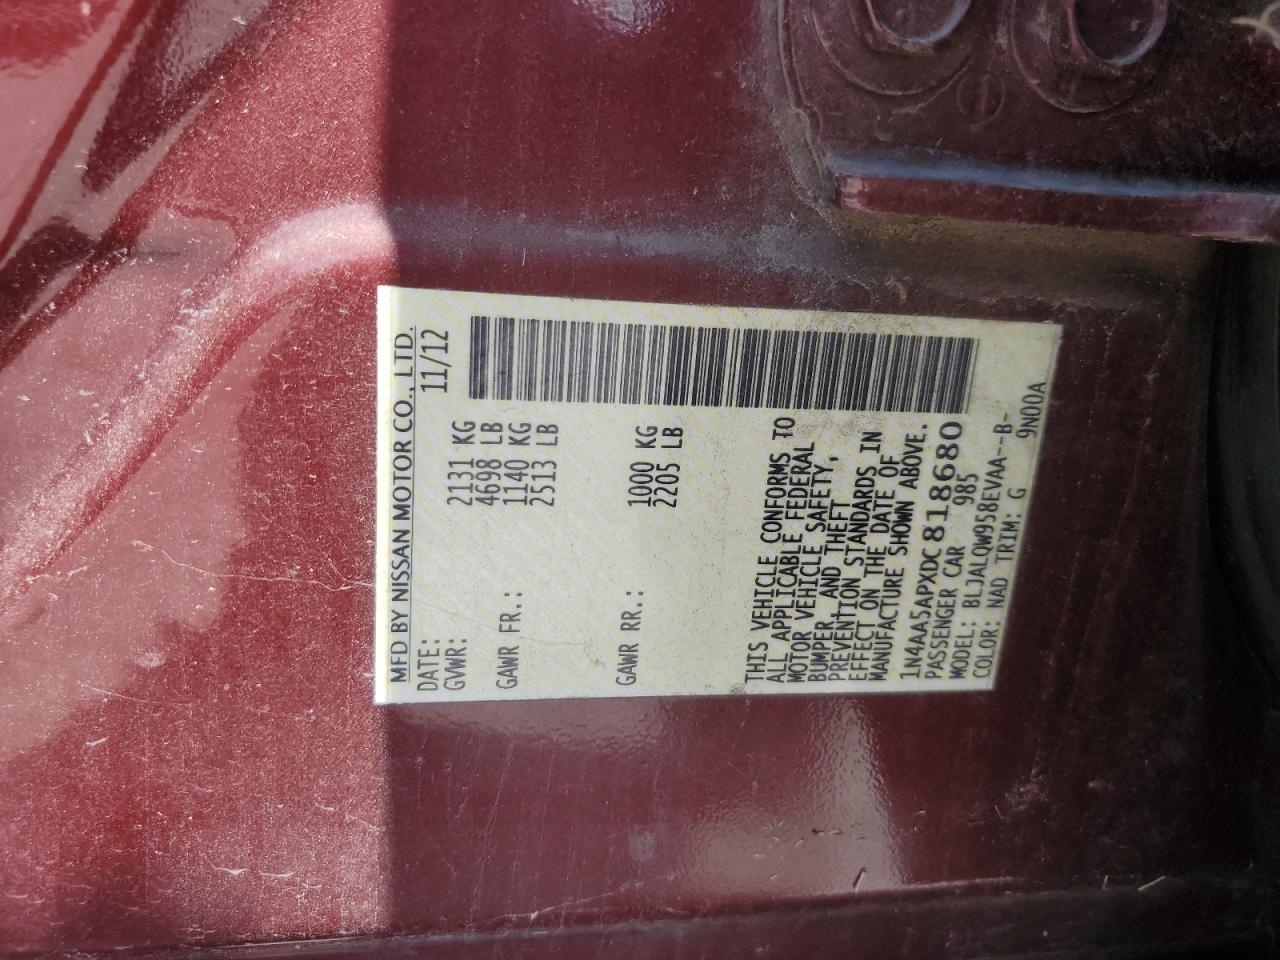 MFD BY NISSAN MOTOR CO., LTD.
DATE: 11/12
GVWR: 2131 KG
4698 LB
GAWR FR.: 1140 KG
2513 LB
GAWR RR.: 1000 KG
2205 LB
THIS VEHICLE CONFORMS TO
ALL APPLICABLE FEDERAL
MOTOR VEHICLE SAFETY,
BUMPER, AND THEFT
PREVENTION STANDARDS IN
EFFECT ON THE DATE OF
MANUFACTURE SHOWN ABOVE.
1N4AA5APXDC818680
PASSENGER CAR 985
MODEL: BLJALQW958EVAA--B-
COLOR: NAD TRIM: G 9N00A